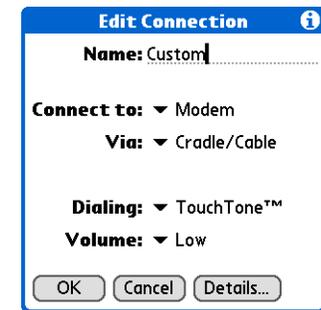 Edit Connection i
Name: Custom
Connect to: Modem
Via: Cradle/Cable
Dialing: TouchTone™
Volume: Low
OK Cancel Details...